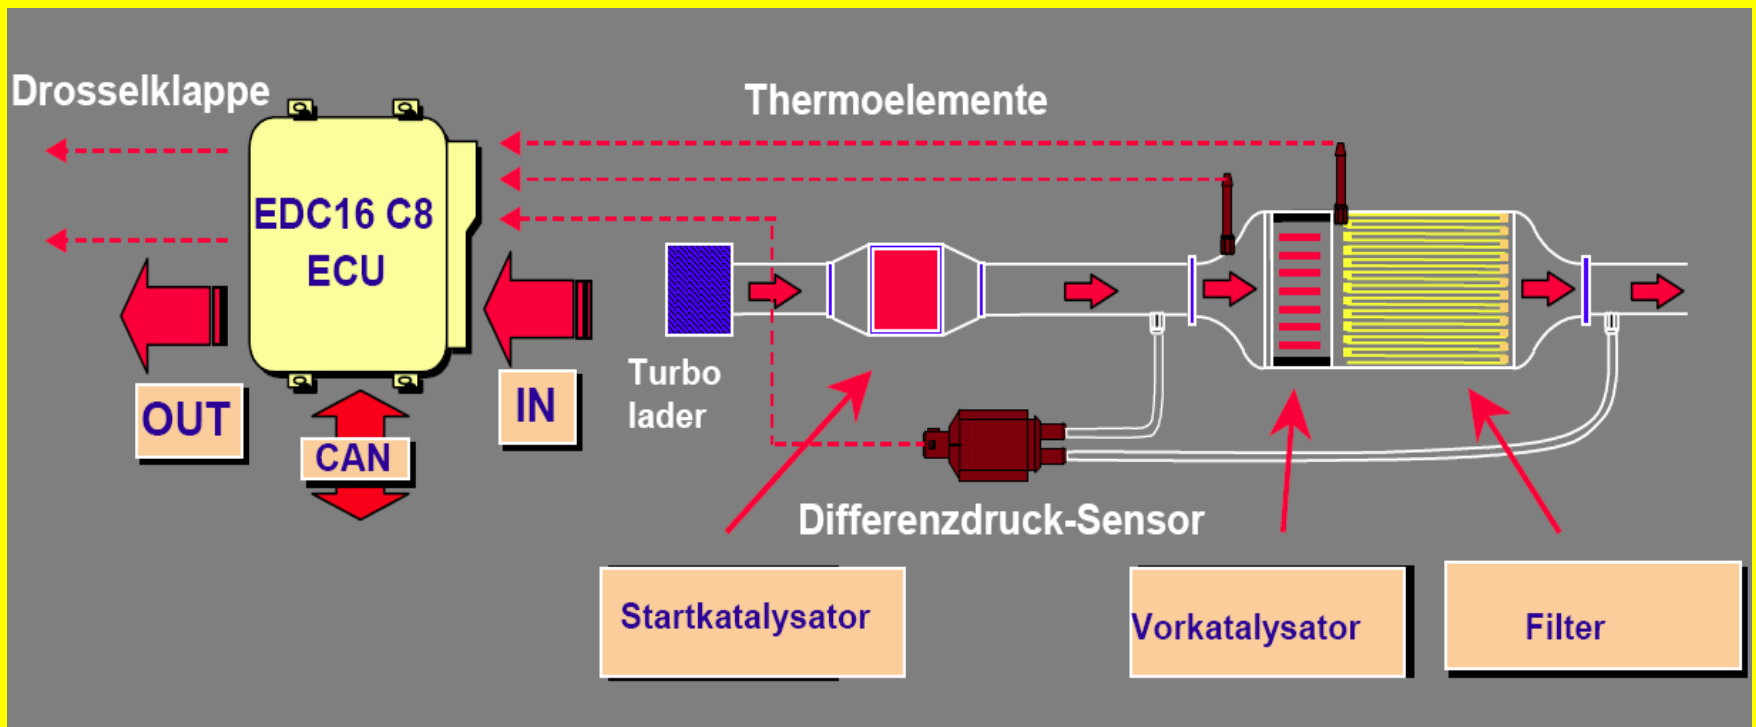 Drosselklappe
Thermoelemente
EDC16 C8
ECU
Turbo
lader
OUT
IN
CAN
Differenzdruck-Sensor
Startkatalysator
Vorkatalysator
Filter